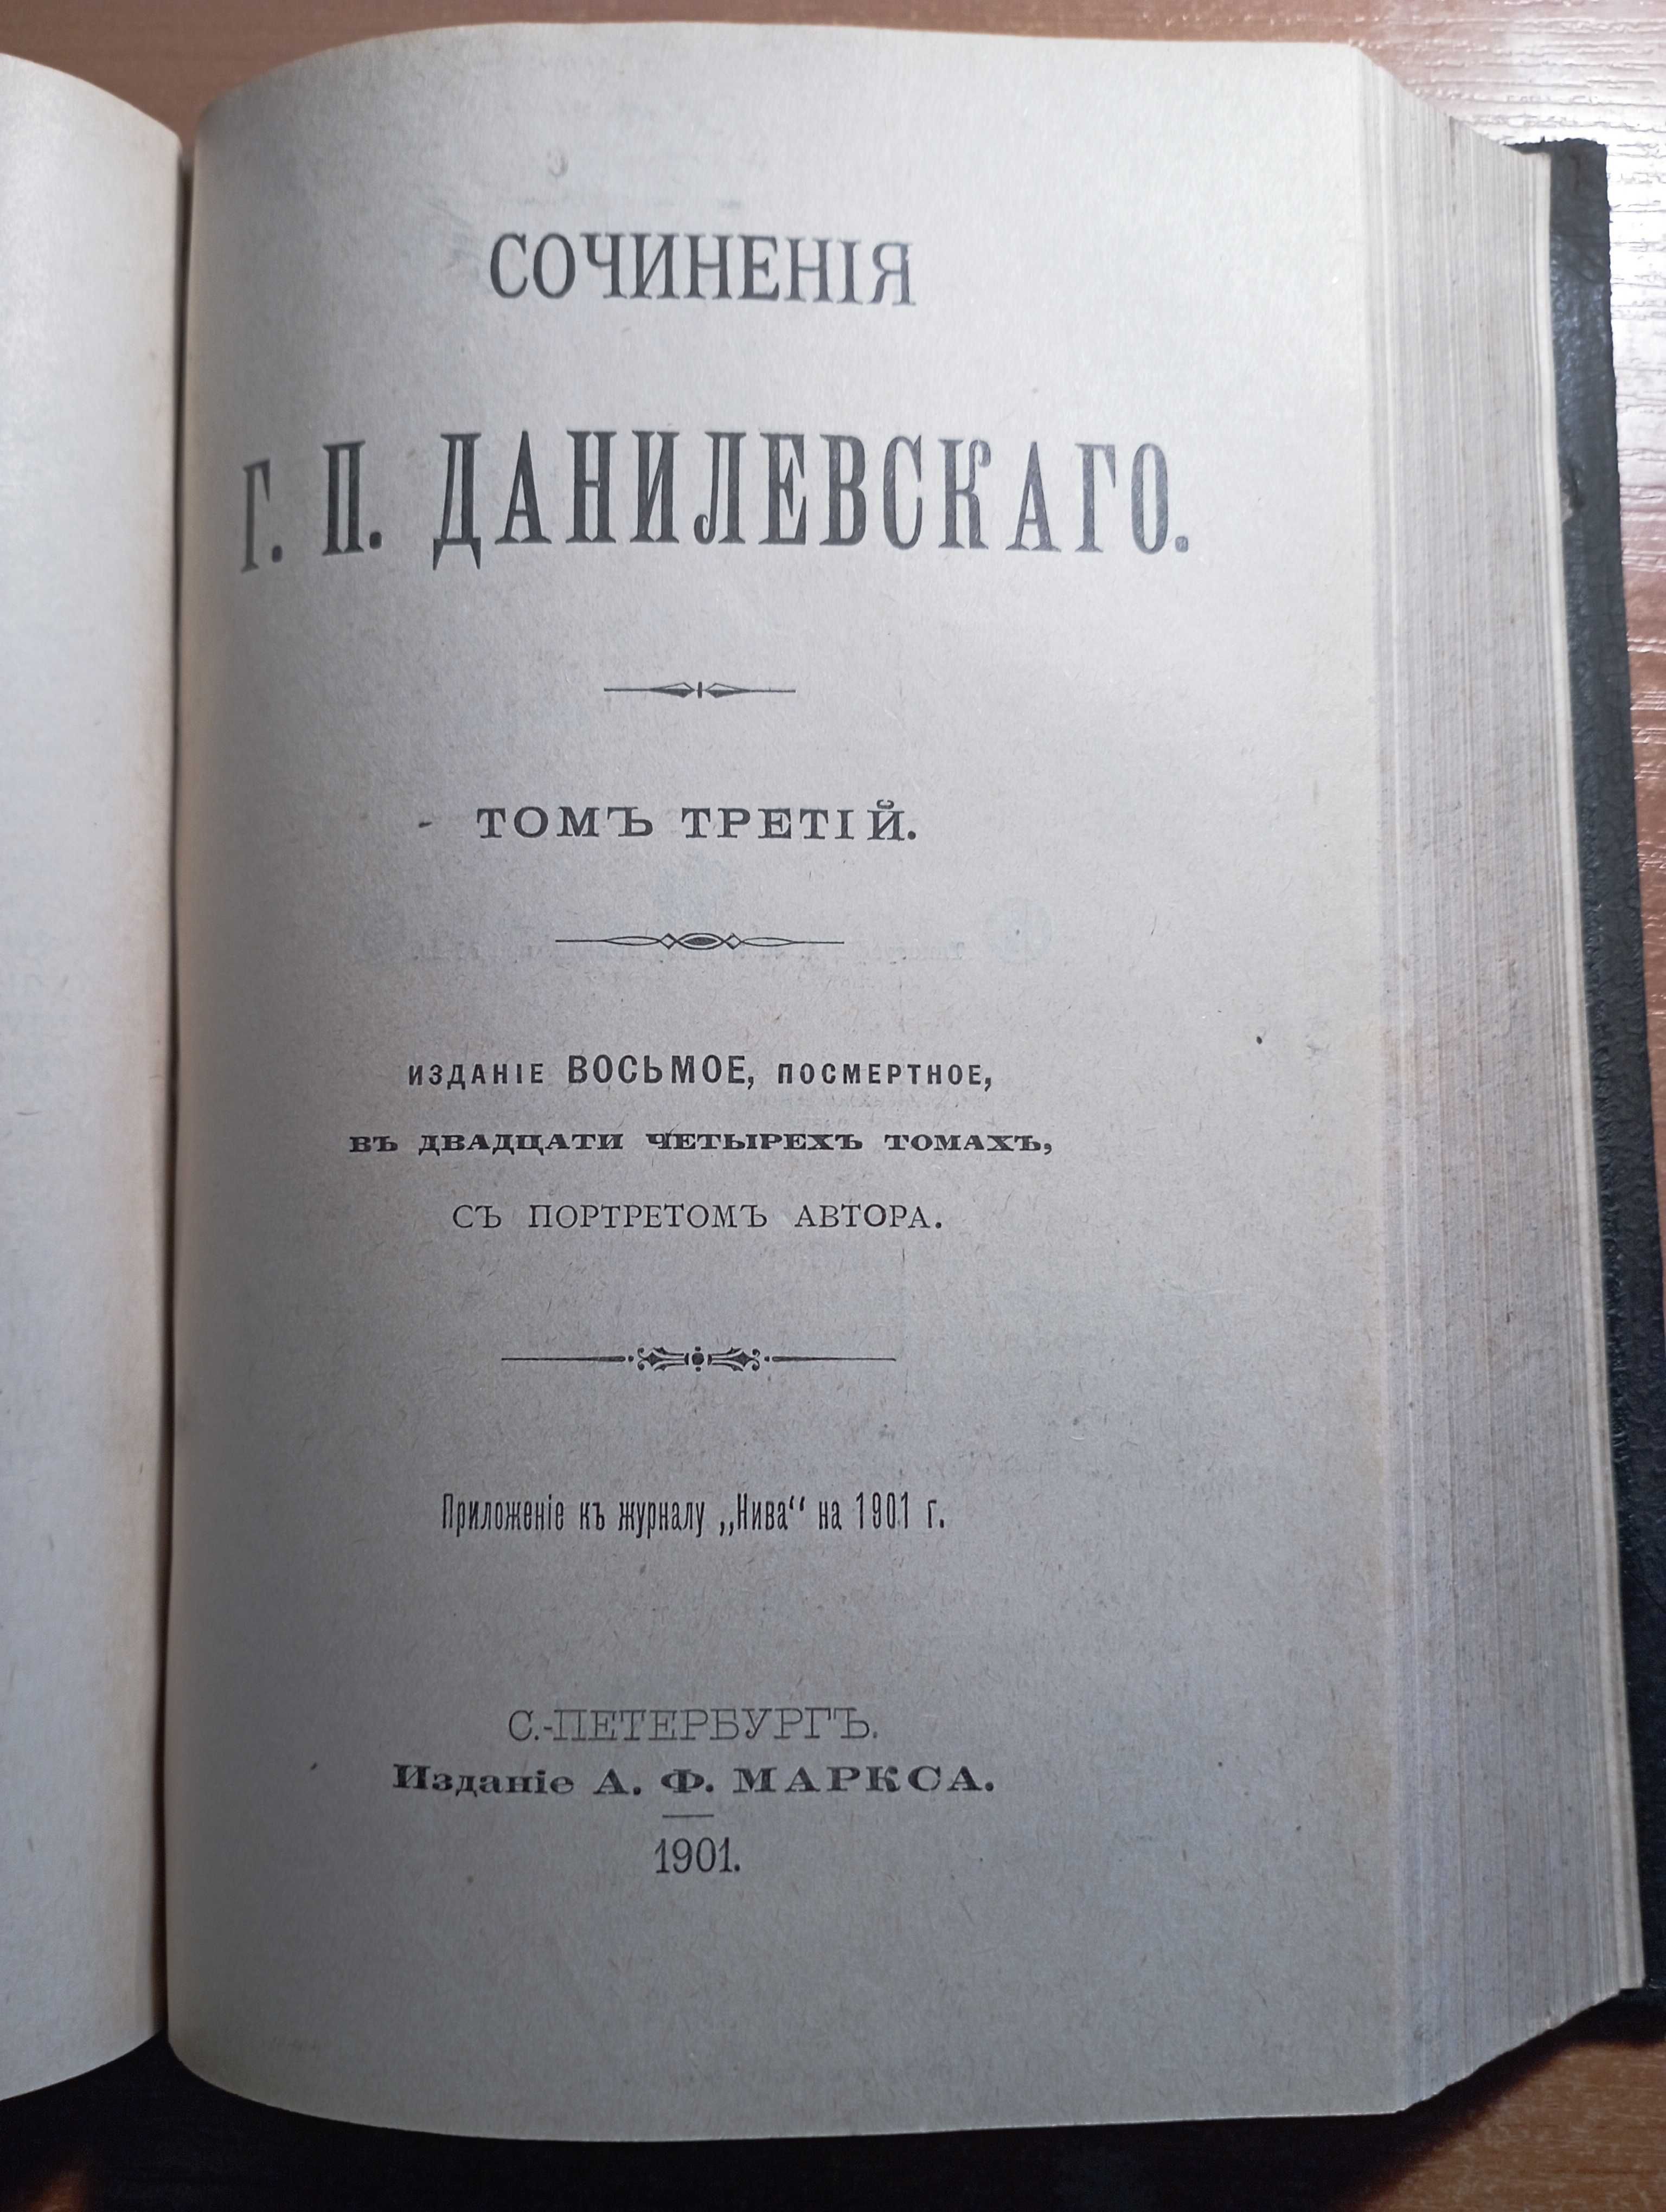 СОЧИНЕНІЯ
Г. П. ДАНИЛЕВСКАГО.
ТОМЪ ТРЕТІЙ.
ИЗДАНІЕ ВОСЬМОЕ, ПОСМЕРТНОЕ,
ВЪ ДВАДЦАТИ ЧЕТЫРЕХЪ ТОМАХЪ,
СЪ ПОРТРЕТОМЪ АВТОРА.
Приложеніе къ журналу „Нива“ на 1901 г.
С.-ПЕТЕРБУРГЪ.
Изданіе А. Ф. МАРКСА.
1901.